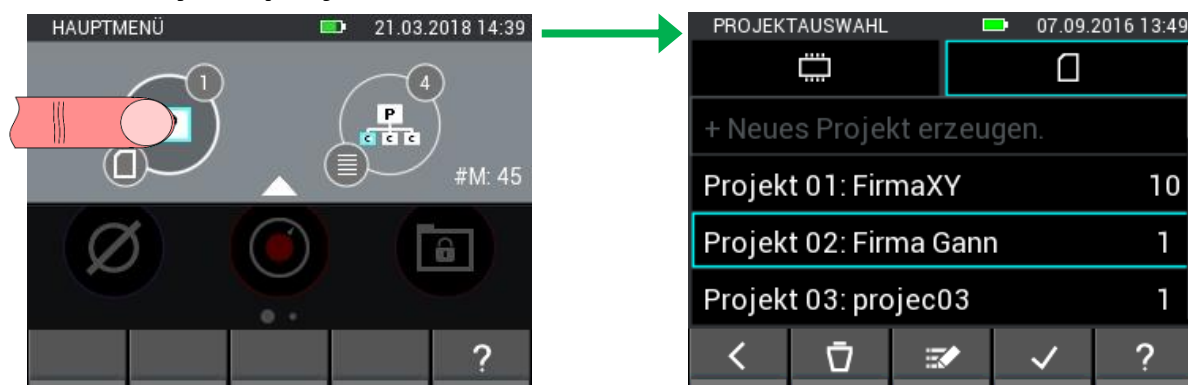 HAUPTMENÜ 21.03.2018 14:39
1
4
P
c c c
#M: 45
?
PROJEKTAUSWAHL 07.09.2016 13:49
+ Neues Projekt erzeugen.
Projekt 01: FirmaXY 10
Projekt 02: Firma Gann 1
Projekt 03: projec03 1
?